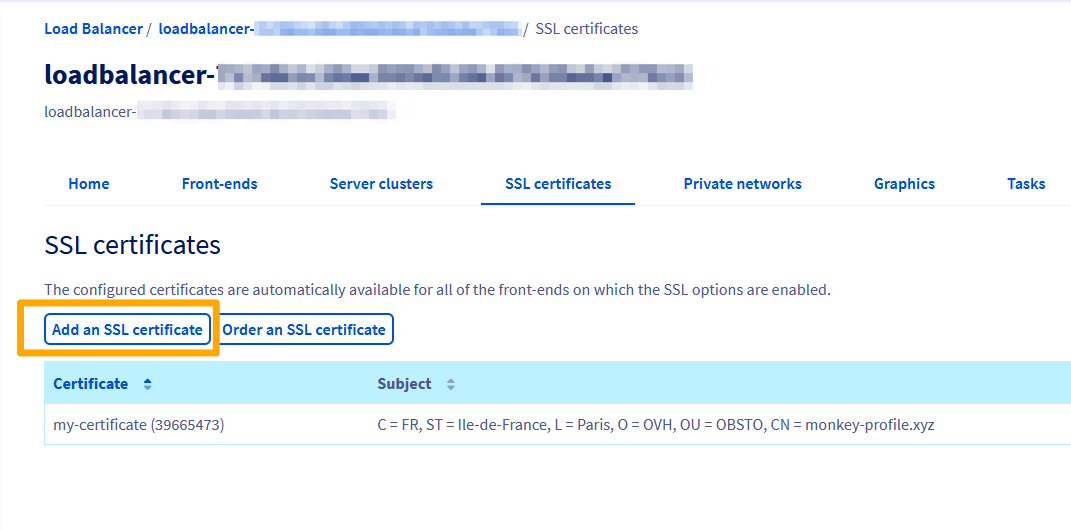 Load Balancer / loadbalancer- / SSL certificates
loadbalancer-
loadbalancer-
Home Front-ends Server clusters SSL certificates Private networks Graphics Tasks
SSL certificates
The configured certificates are automatically available for all of the front-ends on which the SSL options are enabled.
Add an SSL certificate Order an SSL certificate
Certificate Subject
my-certificate (39665473) C = FR, ST = Ile-de-France, L = Paris, O = OVH, OU = OBSTO, CN = monkey-profile.xyz